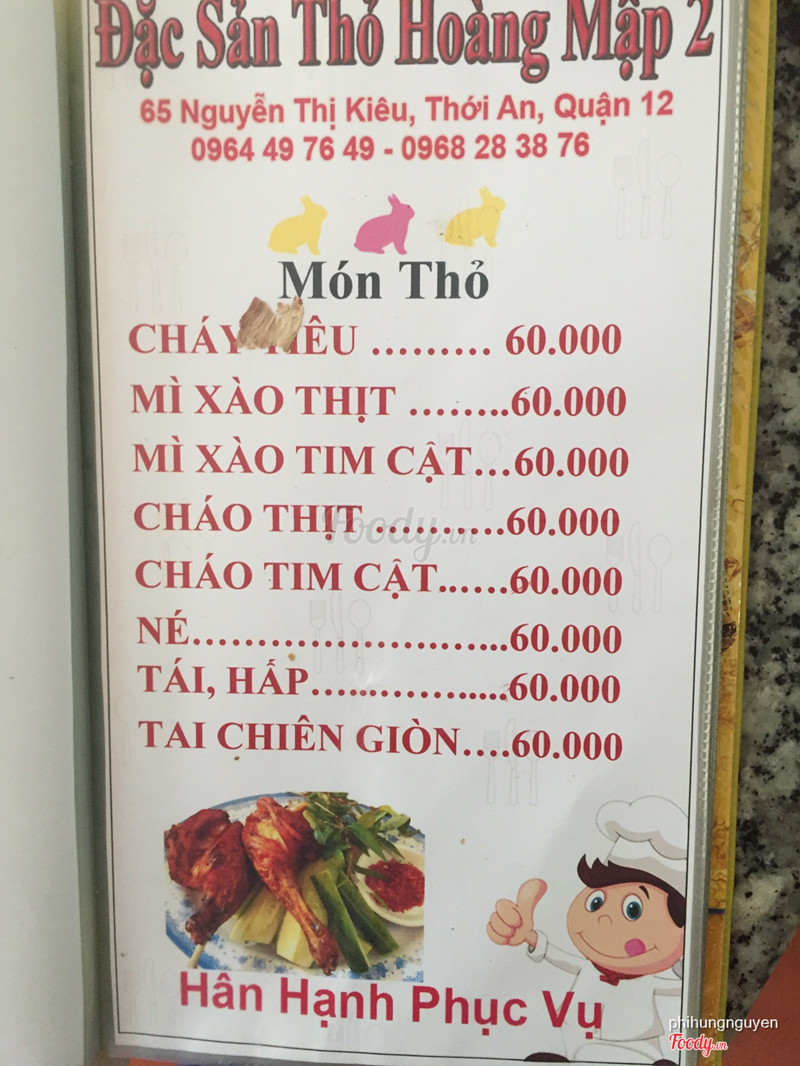 Đặc Sản Thỏ Hoàng Mập 2
65 Nguyễn Thị Kiêu, Thới An, Quận 12
0964 49 76 49 - 0968 28 38 76
Món Thỏ
CHÁY TIÊU ......... 60.000
MÌ XÀO THỊT ........60.000
MÌ XÀO TIM CẬT...60.000
CHÁO THỊT ...........60.000
CHÁO TIM CẬT........60.000
NÉ..............................60.000
TÁI, HẤP....................60.000
TAI CHIÊN GIÒN....60.000
Foody.vn
Hân Hạnh Phục Vụ
phihungnguyen
Foody.vn